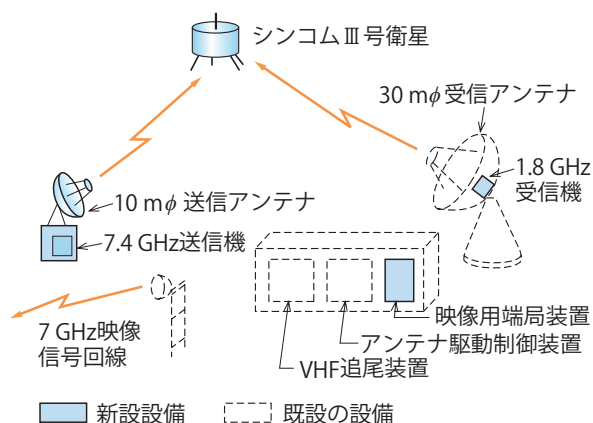 シンコムⅢ号衛星
30 mφ 受信アンテナ
1.8 GHz
受信機
10 mφ 送信アンテナ
7.4 GHz送信機
7 GHz映像
信号回線
映像用端局装置
アンテナ駆動制御装置
VHF追尾装置
新設設備
既設の設備